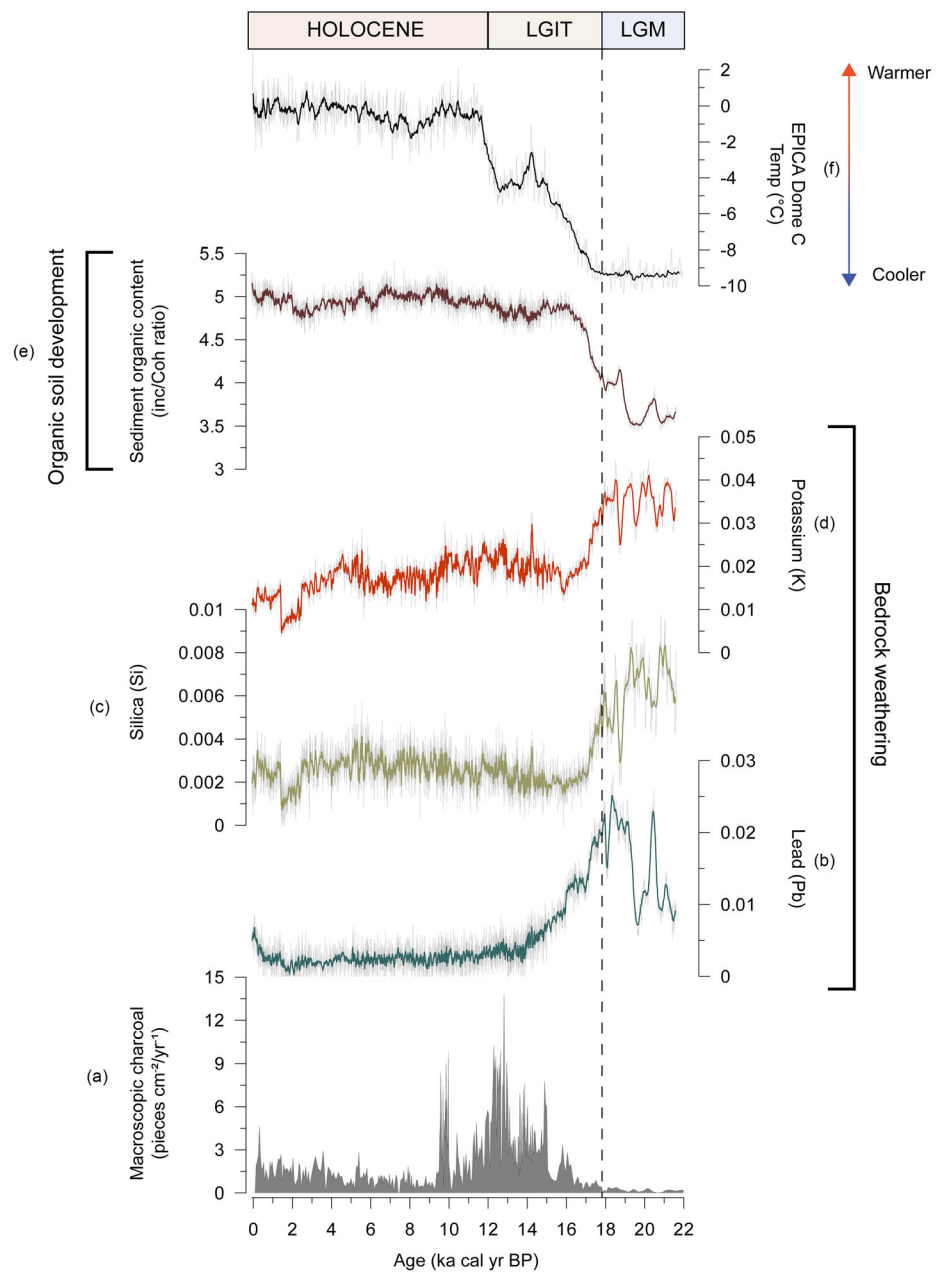 HOLOCENE LGIT LGM
2
0
-2
-4
-6
-8
-10
EPICA Dome C
Temp (°C)
(f)
Warmer
Cooler
(e)
Organic soil development
Sediment organic content
(inc/Coh ratio)
5.5
5
4.5
4
3.5
3
0.05
0.04
0.03
0.02
0.01
0
Potassium (K)
(d)
Bedrock weathering
(c)
Silica (Si)
0.01
0.008
0.006
0.004
0.002
0
0.03
0.02
0.01
0
Lead (Pb)
(b)
(a)
Macroscopic charcoal
(pieces cm⁻²/yr⁻¹)
15
12
9
6
3
0
0 2 4 6 8 10 12 14 16 18 20 22
Age (ka cal yr BP)